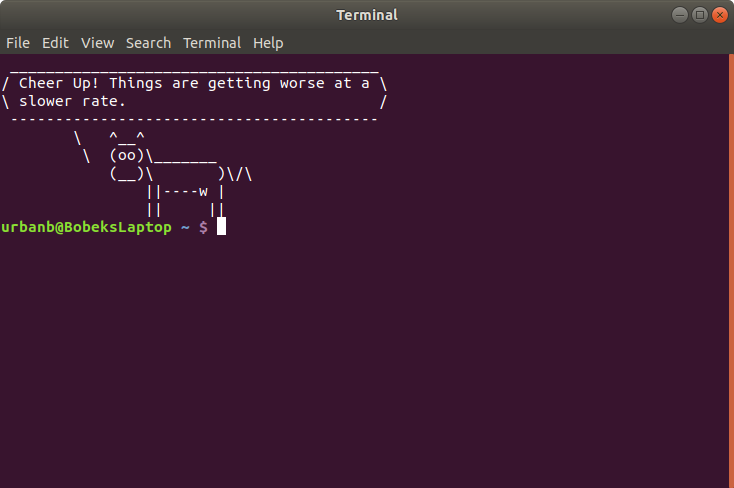 Terminal
File Edit View Search Terminal Help
 _________________________________________
/ Cheer Up! Things are getting worse at a \
\ slower rate.                            /
 -----------------------------------------
        \   ^__^
         \  (oo)\_______
            (__)\       )\/\
                ||----w |
                ||     ||
urbanb@BobeksLaptop ~ $